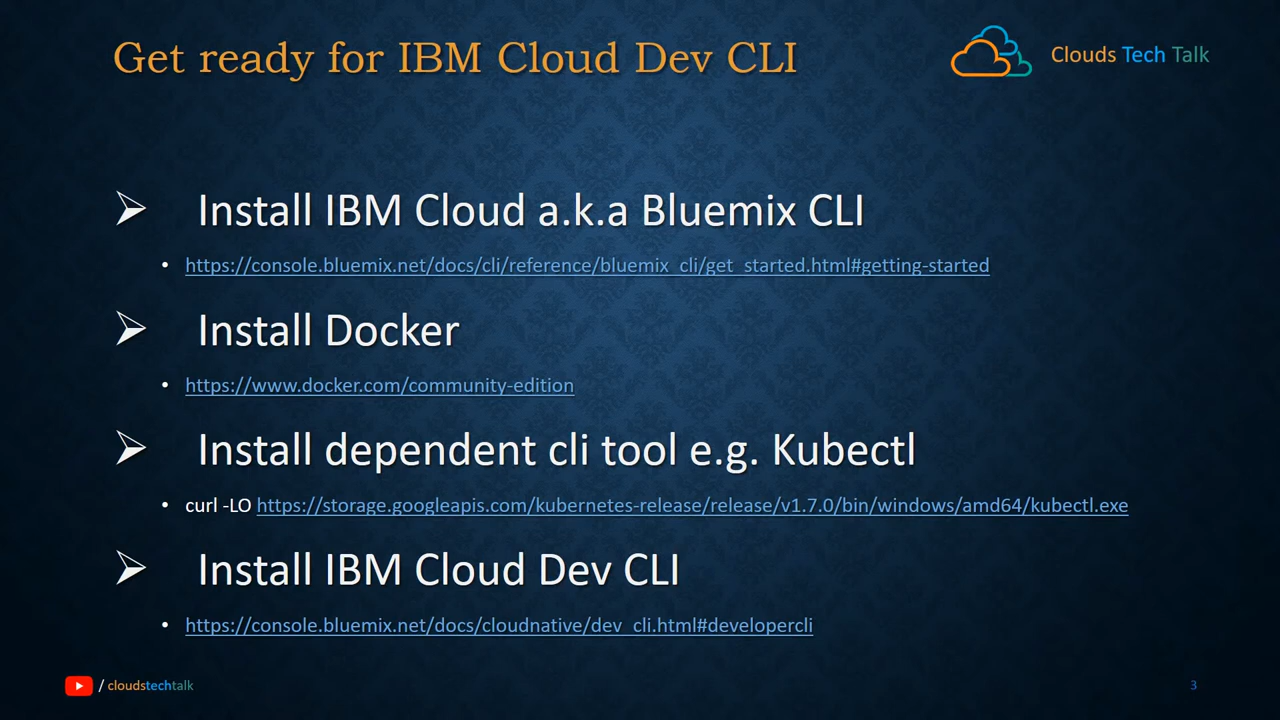 Get ready for IBM Cloud Dev CLI
Clouds Tech Talk
Install IBM Cloud a.k.a Bluemix CLI
https://console.bluemix.net/docs/cli/reference/bluemix_cli/get_started.html#getting-started
Install Docker
https://www.docker.com/community-edition
Install dependent cli tool e.g. Kubectl
curl -LO https://storage.googleapis.com/kubernetes-release/release/v1.7.0/bin/windows/amd64/kubectl.exe
Install IBM Cloud Dev CLI
https://console.bluemix.net/docs/cloudnative/dev_cli.html#developercli
/ cloudstechtalk
3